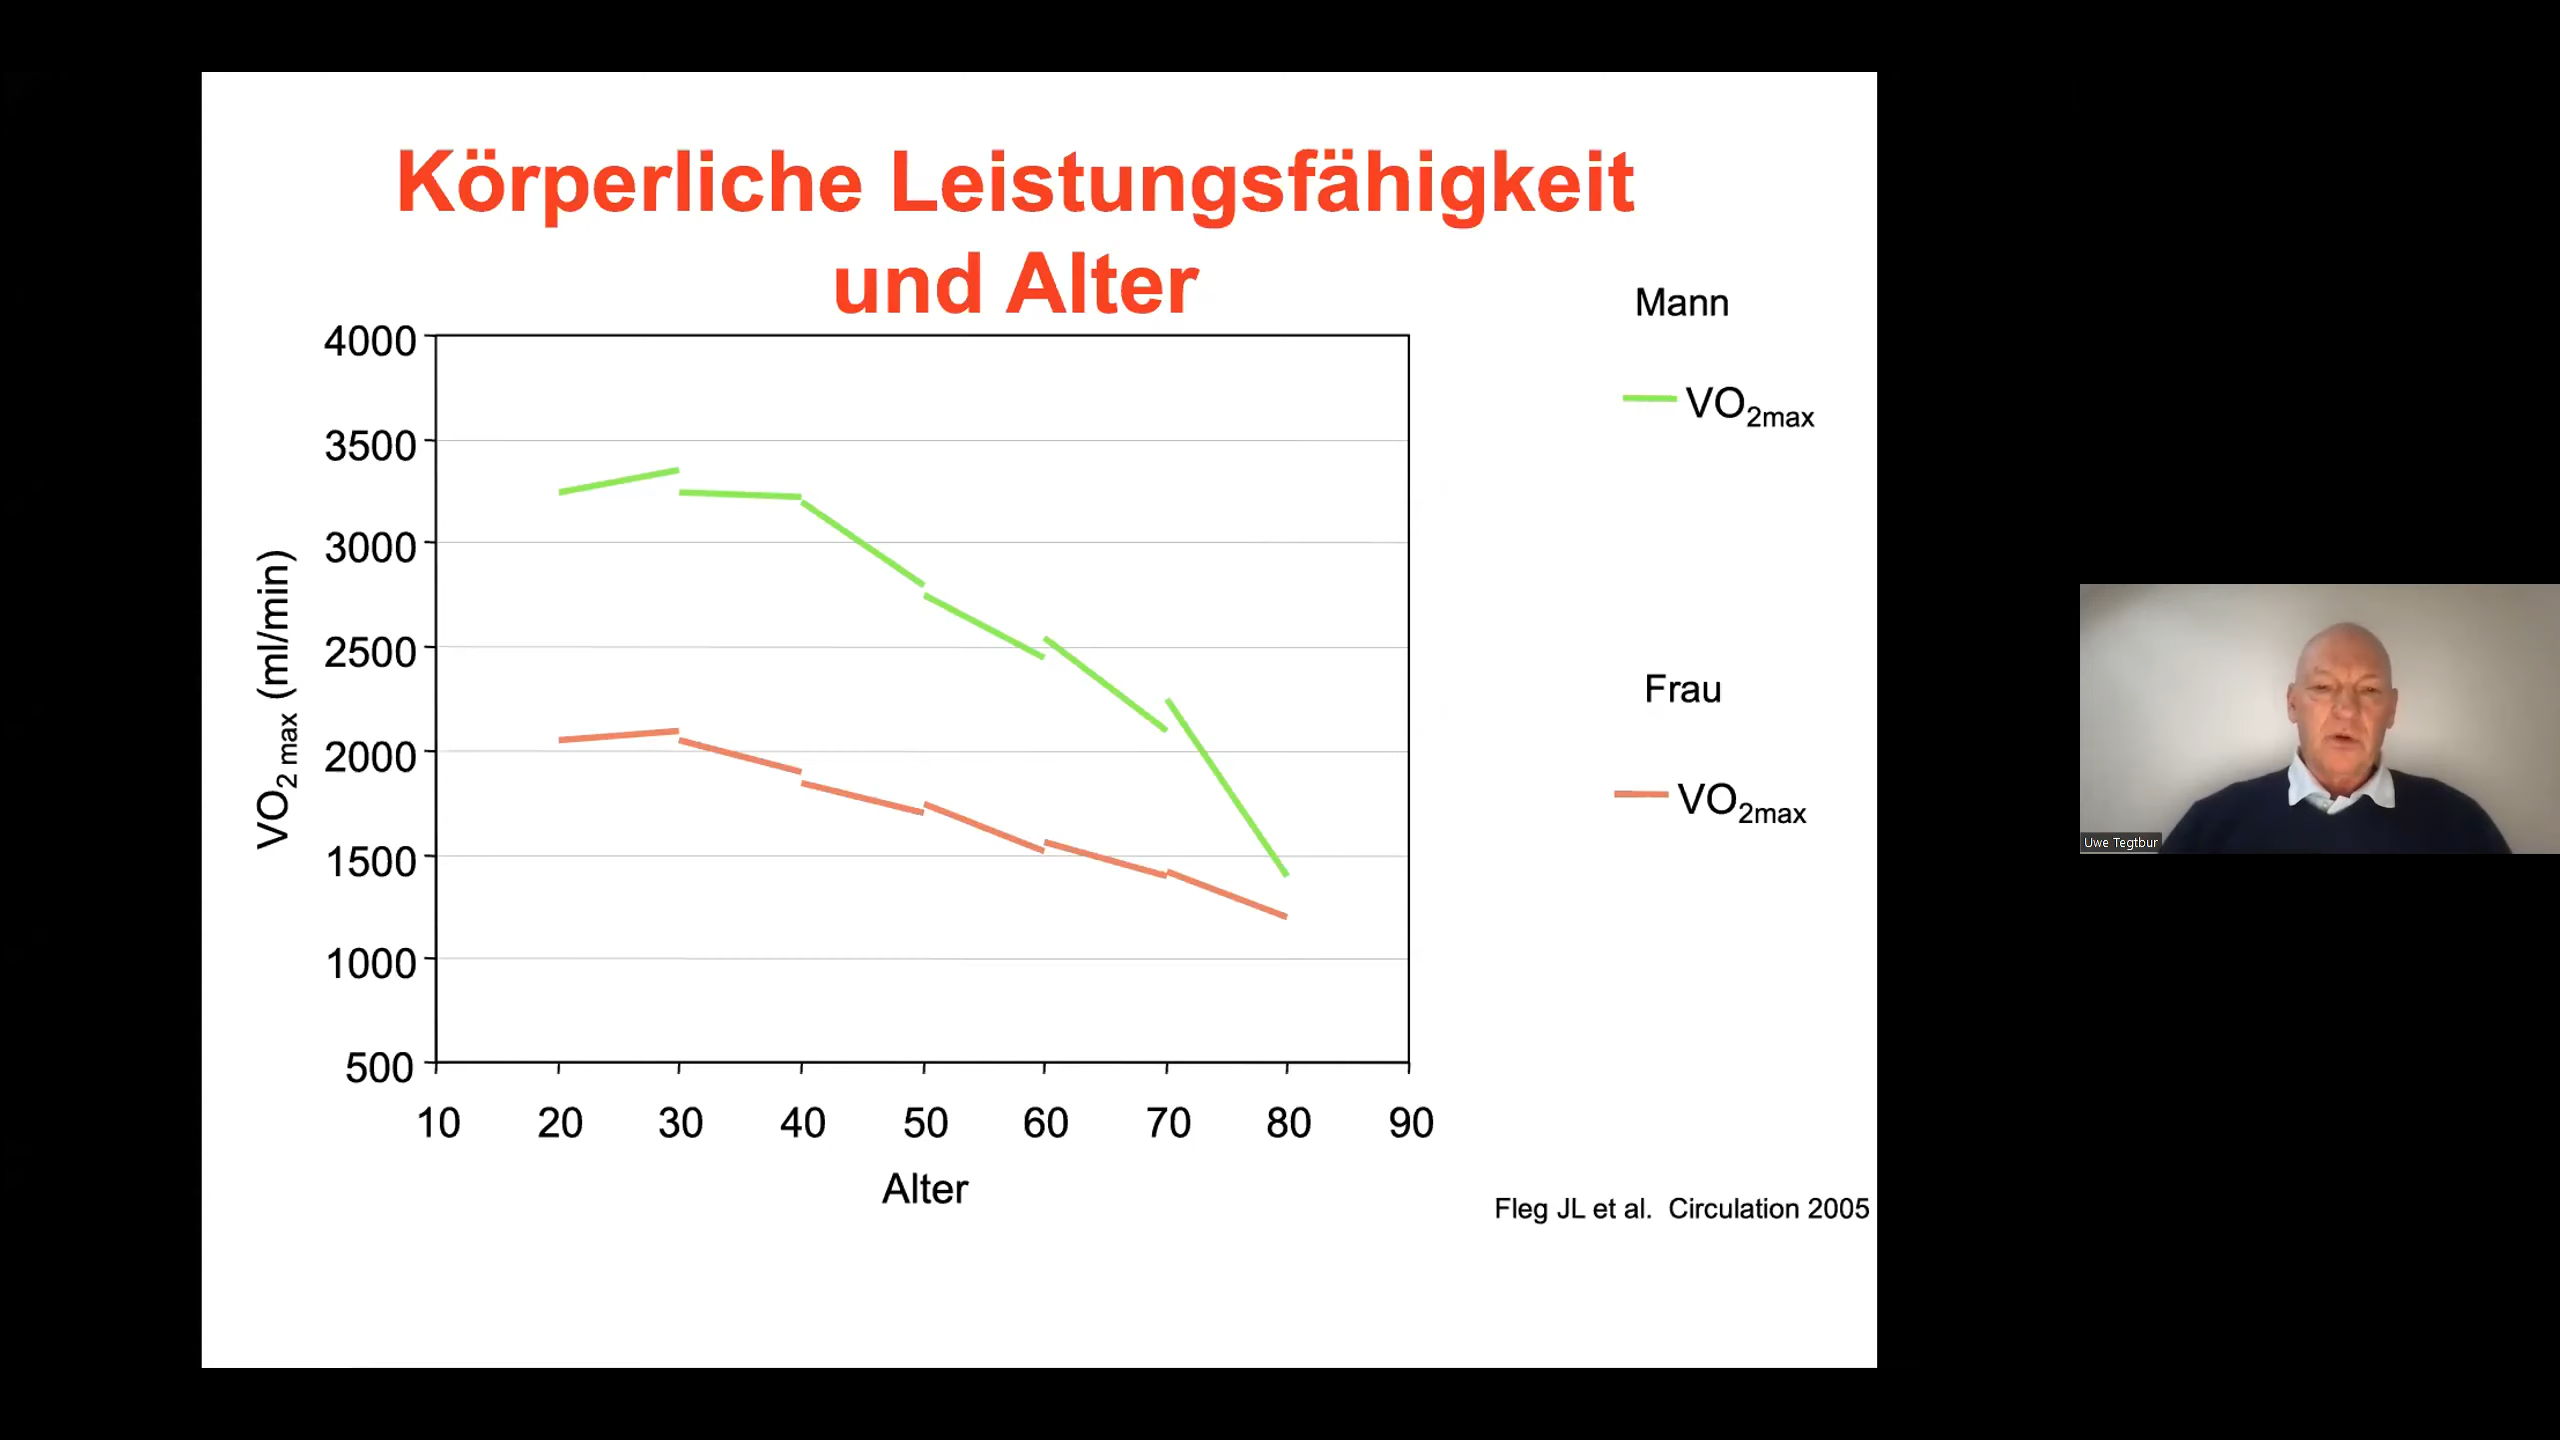 Körperliche Leistungsfähigkeit
und Alter
Mann
VO2max
Frau
VO2max
VO2 max (ml/min)
4000
3500
3000
2500
2000
1500
1000
500
10 20 30 40 50 60 70 80 90
Alter
Fleg JL et al. Circulation 2005
Uwe Tegtbur